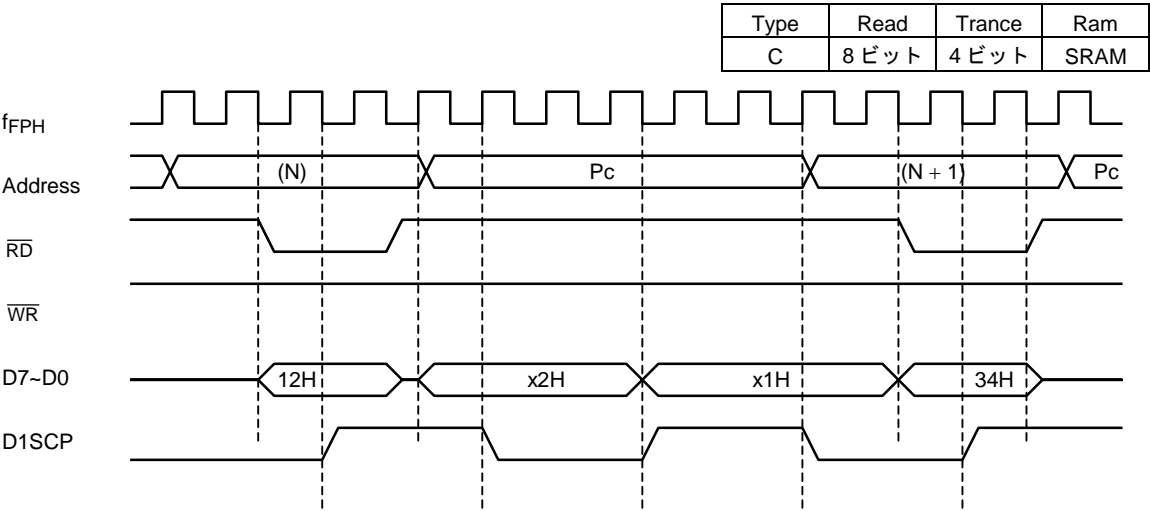 Type Read Trance Ram
C 8 ビット 4 ビット SRAM
fFPH
Address (N) Pc (N + 1) Pc
RD
WR
D7~D0 12H x2H x1H 34H
D1SCP